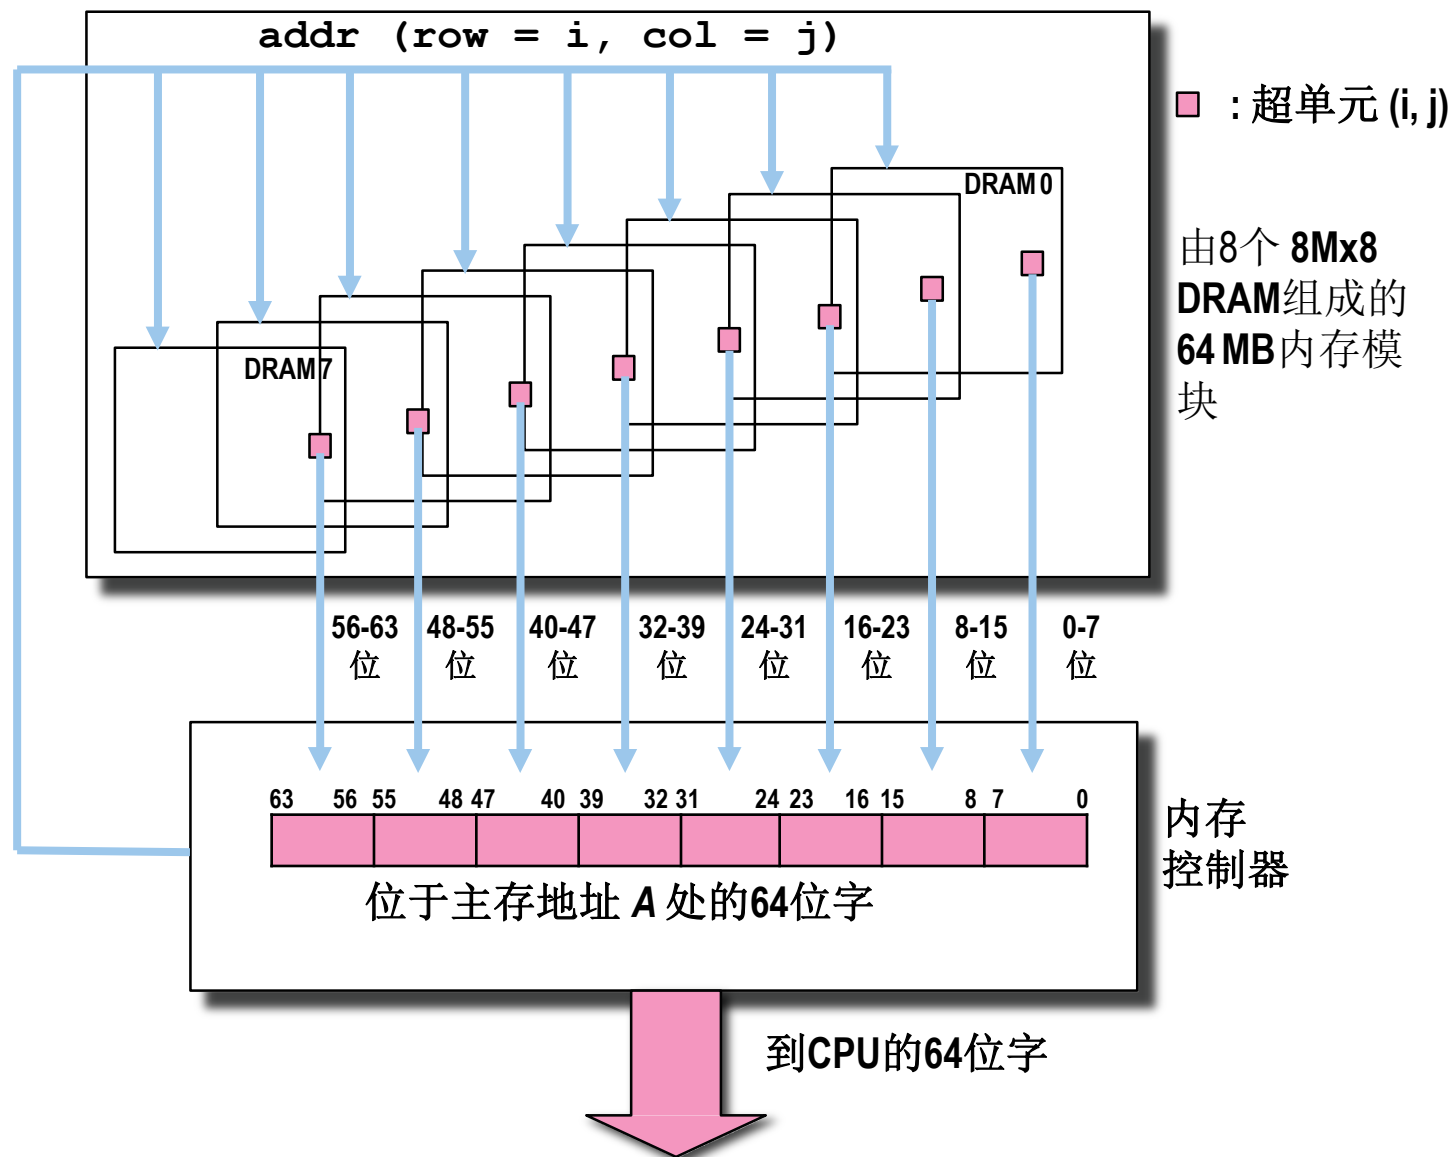 addr (row = i, col = j)
: 超单元 (i, j)
DRAM 0
由8个 8Mx8
DRAM组成的
64 MB内存模
块
DRAM 7
56-63 48-55 40-47 32-39 24-31 16-23 8-15 0-7
位 位 位 位 位 位 位 位
63 56 55 48 47 40 39 32 31 24 23 16 15 8 7 0
内存
控制器
位于主存地址 A 处的64位字
到CPU的64位字